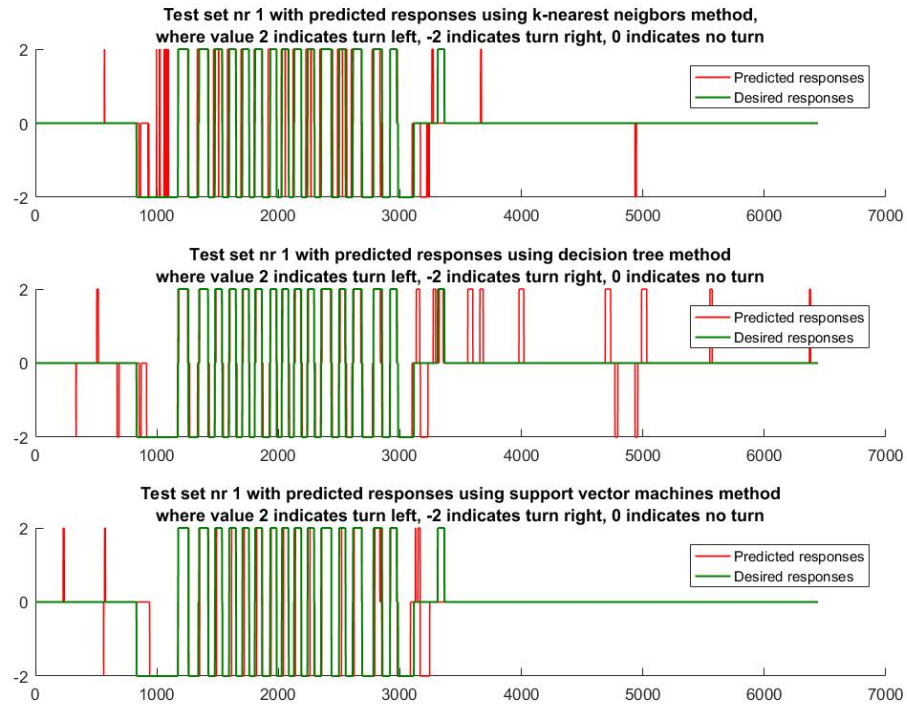 Test set nr 1 with predicted responses using k-nearest neigbors method,
where value 2 indicates turn left, -2 indicates turn right, 0 indicates no turn
2
0
-2
Predicted responses
Desired responses
0 1000 2000 3000 4000 5000 6000 7000
Test set nr 1 with predicted responses using decision tree method
where value 2 indicates turn left, -2 indicates turn right, 0 indicates no turn
2
0
-2
Predicted responses
Desired responses
0 1000 2000 3000 4000 5000 6000 7000
Test set nr 1 with predicted responses using support vector machines method
where value 2 indicates turn left, -2 indicates turn right, 0 indicates no turn
2
0
-2
Predicted responses
Desired responses
0 1000 2000 3000 4000 5000 6000 7000